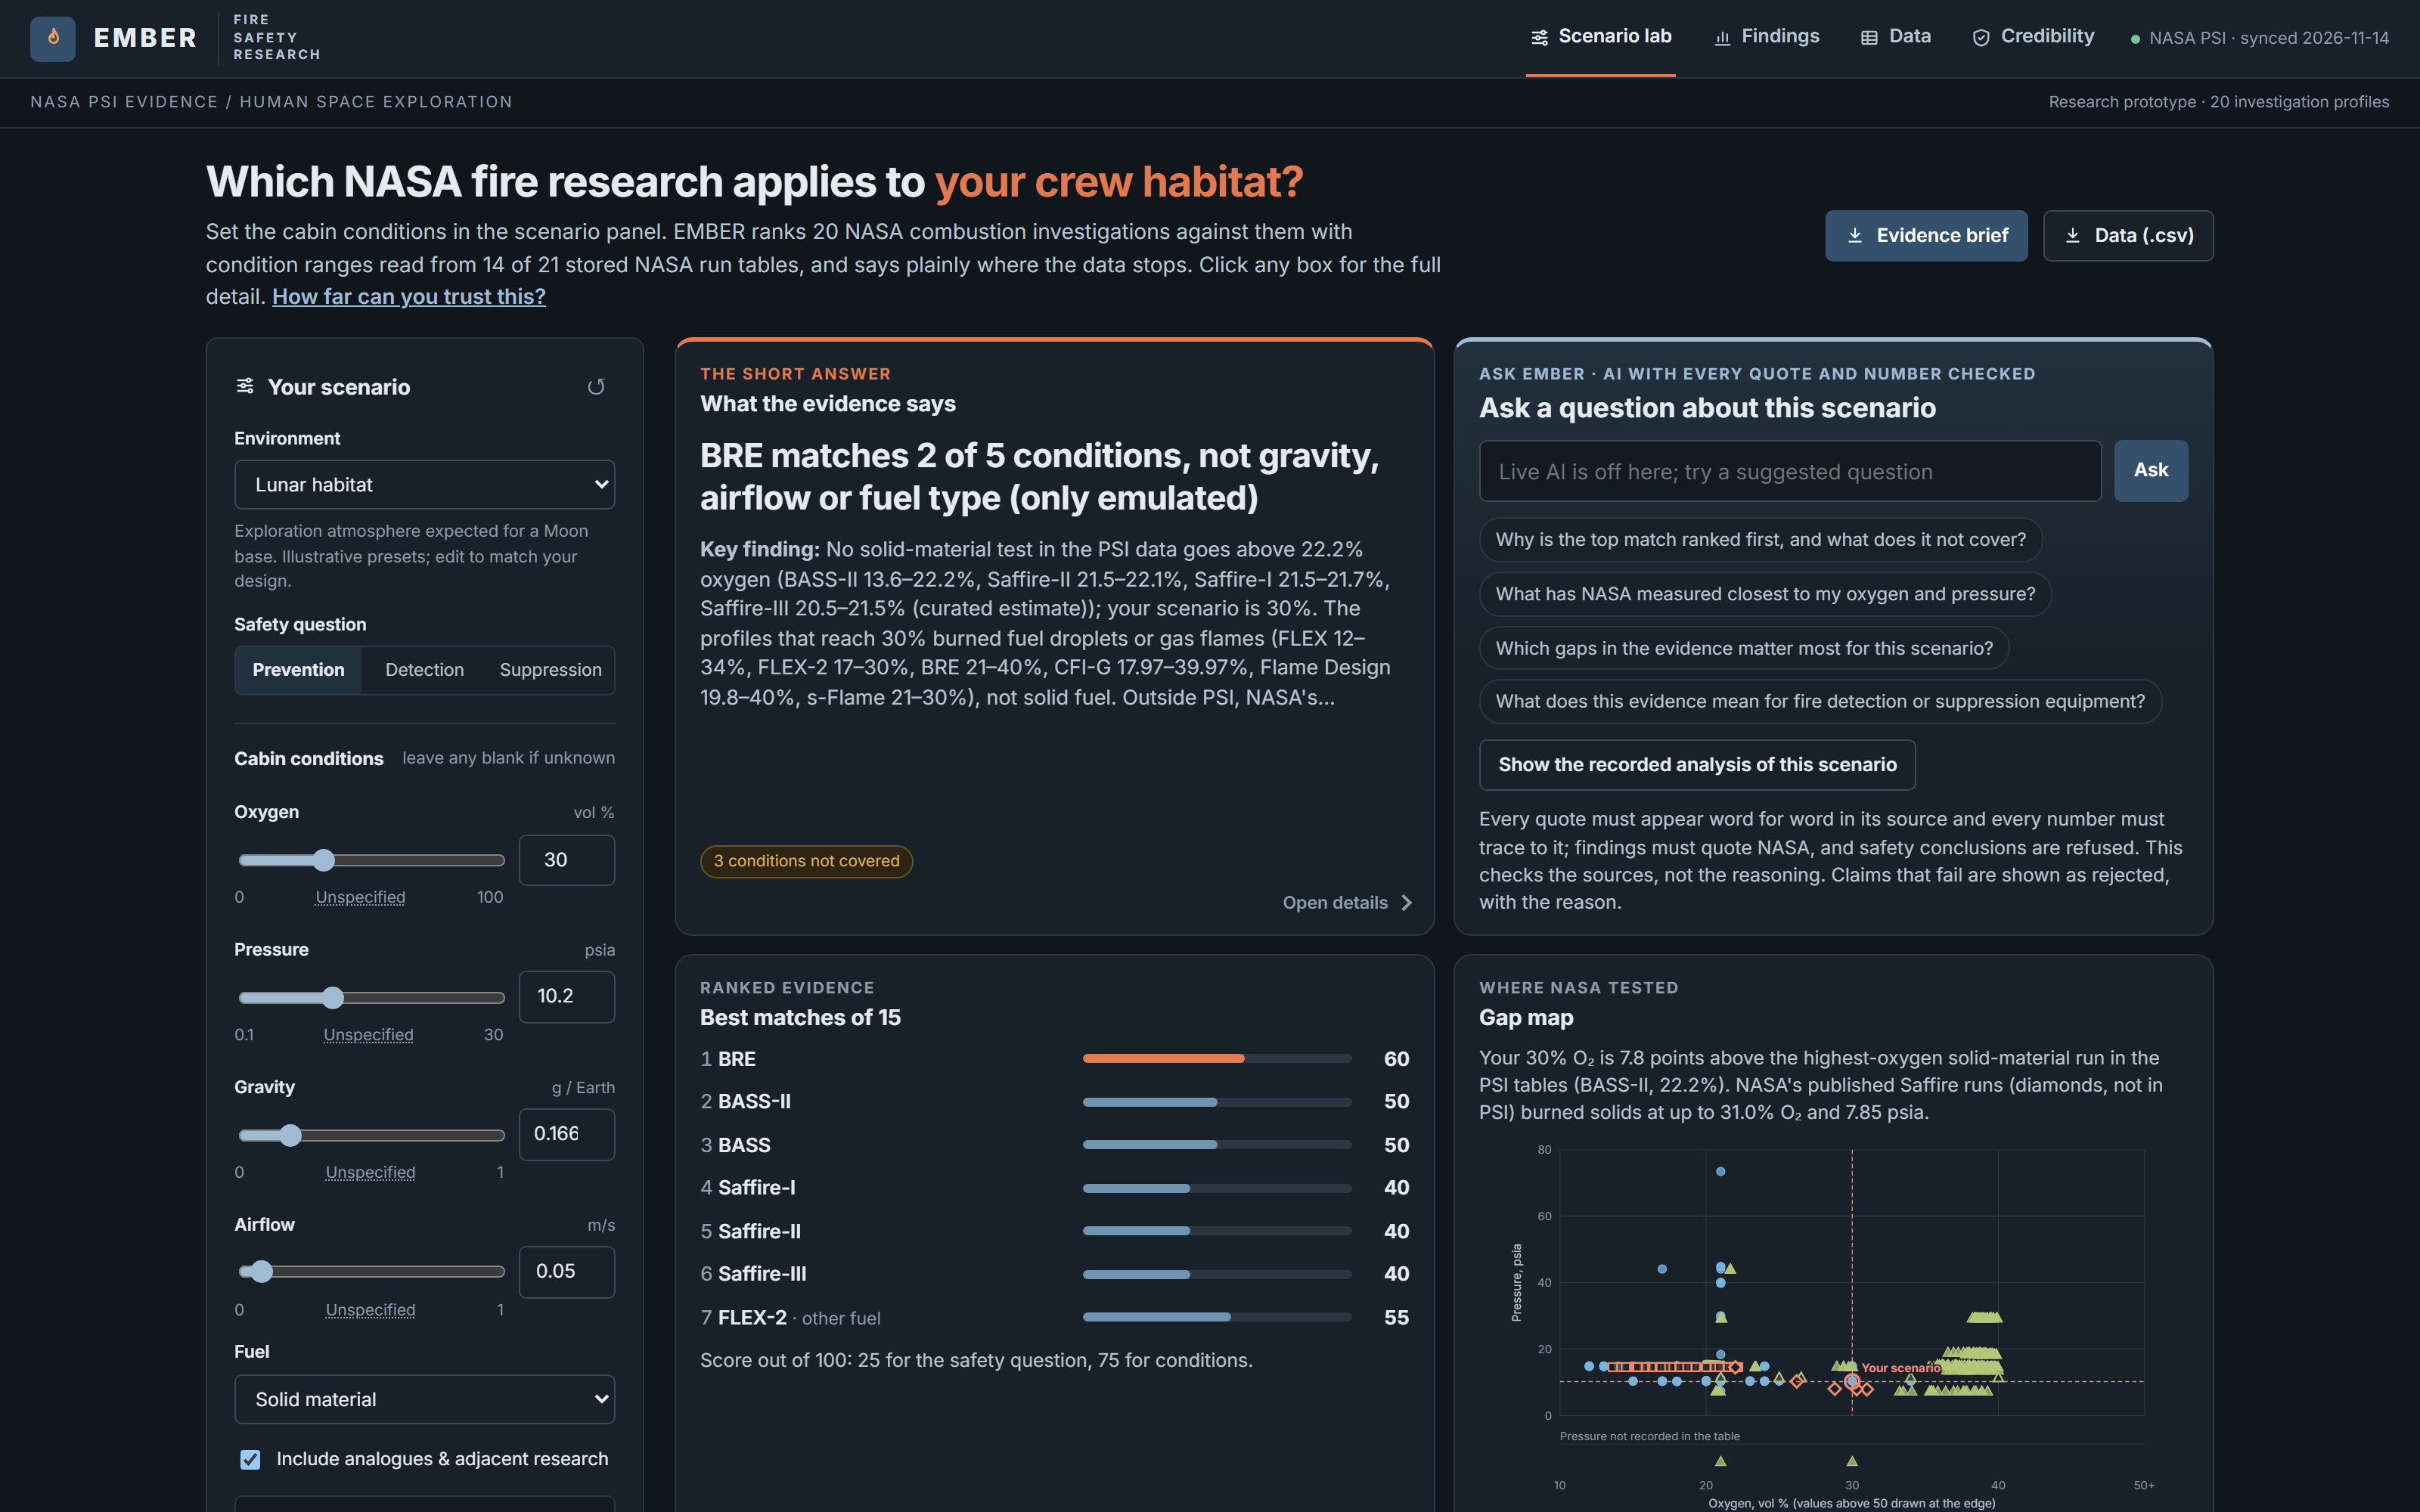 EMBER
FIRE
SAFETY
RESEARCH
Scenario lab
Findings
Data
Credibility
NASA PSI · synced 2026-11-14
NASA PSI EVIDENCE / HUMAN SPACE EXPLORATION
Research prototype · 20 investigation profiles
Which NASA fire research applies to your crew habitat?
Set the cabin conditions in the scenario panel. EMBER ranks 20 NASA combustion investigations against them with
condition ranges read from 14 of 21 stored NASA run tables, and says plainly where the data stops. Click any box for the full
detail. How far can you trust this?
Evidence brief
Data (.csv)
Your scenario
Environment
Lunar habitat
Exploration atmosphere expected for a Moon
base. Illustrative presets; edit to match your
design.
Safety question
Prevention
Detection
Suppression
Cabin conditions
leave any blank if unknown
Oxygen
vol %
30
0
Unspecified
100
Pressure
psia
10.2
0.1
Unspecified
30
Gravity
g / Earth
0.166
0
Unspecified
1
Airflow
m/s
0.05
0
Unspecified
1
Fuel
Solid material
Include analogues & adjacent research
THE SHORT ANSWER
What the evidence says
BRE matches 2 of 5 conditions, not gravity,
airflow or fuel type (only emulated)
Key finding: No solid-material test in the PSI data goes above 22.2%
oxygen (BASS-II 13.6–22.2%, Saffire-II 21.5–22.1%, Saffire-I 21.5–21.7%,
Saffire-III 20.5–21.5% (curated estimate)); your scenario is 30%. The
profiles that reach 30% burned fuel droplets or gas flames (FLEX 12–
34%, FLEX-2 17–30%, BRE 21–40%, CFI-G 17.97–39.97%, Flame Design
19.8–40%, s-Flame 21–30%), not solid fuel. Outside PSI, NASA's...
3 conditions not covered
Open details
ASK EMBER · AI WITH EVERY QUOTE AND NUMBER CHECKED
Ask a question about this scenario
Live AI is off here; try a suggested question
Ask
Why is the top match ranked first, and what does it not cover?
What has NASA measured closest to my oxygen and pressure?
Which gaps in the evidence matter most for this scenario?
What does this evidence mean for fire detection or suppression equipment?
Show the recorded analysis of this scenario
Every quote must appear word for word in its source and every number must
trace to it; findings must quote NASA, and safety conclusions are refused. This
checks the sources, not the reasoning. Claims that fail are shown as rejected,
with the reason.
RANKED EVIDENCE
Best matches of 15
1 BRE 60
2 BASS-II 50
3 BASS 50
4 Saffire-I 40
5 Saffire-II 40
6 Saffire-III 40
7 FLEX-2 · other fuel 55
Score out of 100: 25 for the safety question, 75 for conditions.
WHERE NASA TESTED
Gap map
Your 30% O₂ is 7.8 points above the highest-oxygen solid-material run in the
PSI tables (BASS-II, 22.2%). NASA's published Saffire runs (diamonds, not in
PSI) burned solids at up to 31.0% O₂ and 7.85 psia.
80
60
40
20
0
Pressure, psia
Your scenario
Pressure not recorded in the table
10
20
30
40
50+
Oxygen, vol % (values above 50 drawn at the edge)